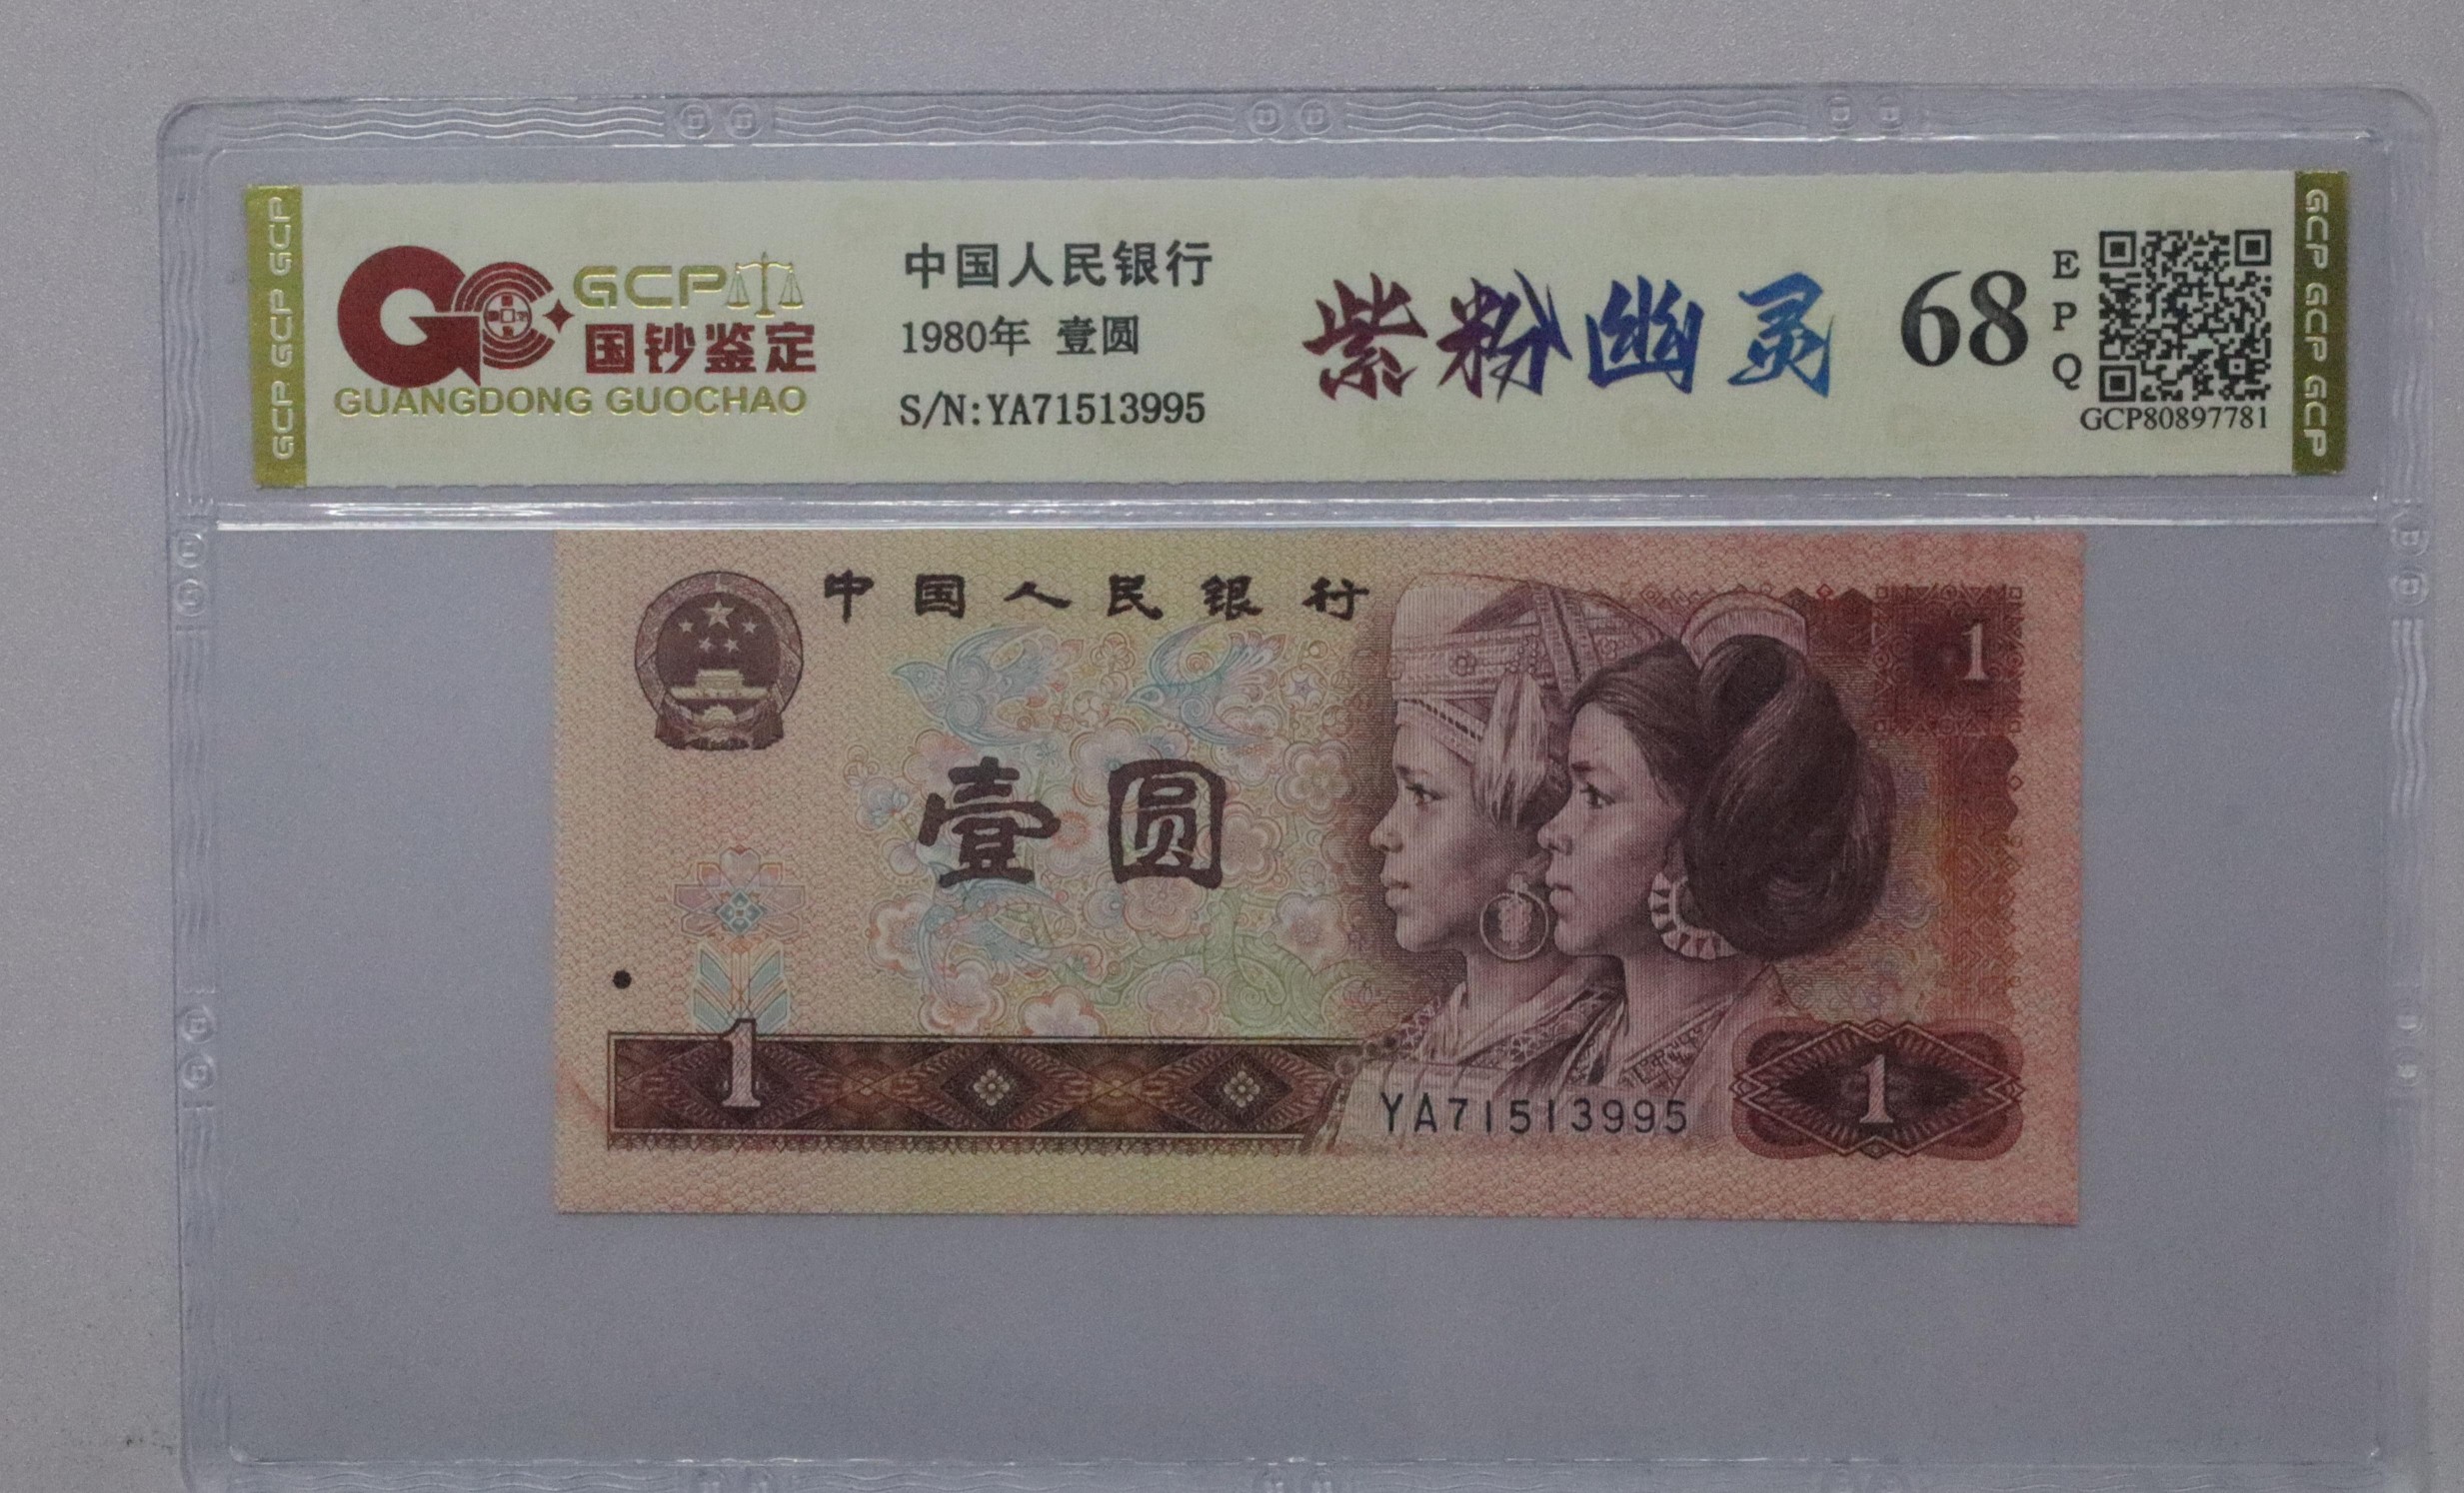 GCP GCP GCP
GCP
国钞鉴定
GUANGDONG GUOCHAO
中国人民银行
1980年 壹圆
S/N:YA71513995
紫粉幽灵
68
E
P
Q
GCP80897781
GCP GCP GCP
中国人民银行
1
壹圆
1
YA71513995
1